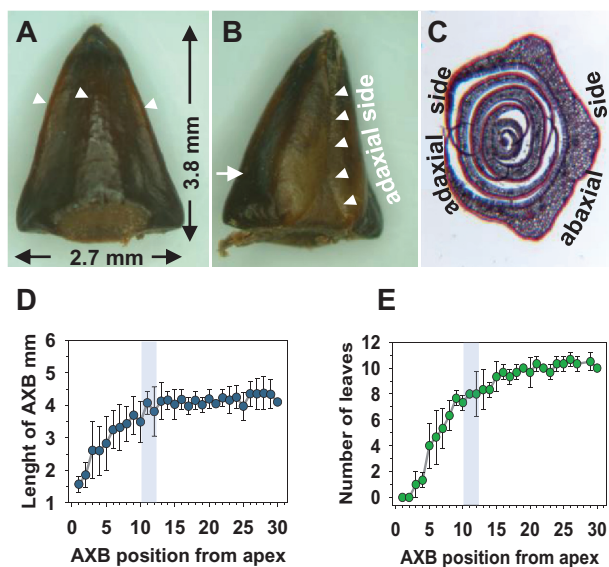 A
3.8 mm
2.7 mm
B
adaxial side
C
adaxial side
abaxial side
D
Lenght of AXB mm
6
5
4
3
2
1
0 5 10 15 20 25 30
AXB position from apex
E
Number of leaves
12
10
8
6
4
2
0
0 5 10 15 20 25 30
AXB position from apex